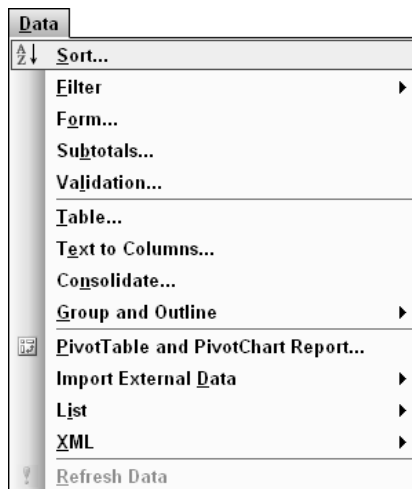 Data
Sort...
Filter
Form...
Subtotals...
Validation...
Table...
Text to Columns...
Consolidate...
Group and Outline
PivotTable and PivotChart Report...
Import External Data
List
XML
Refresh Data